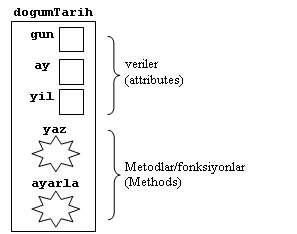 dogumTarih
gun
ay
yil
veriler
(attributes)
yaz
ayarla
Metodlar/fonksiyonlar
(Methods)